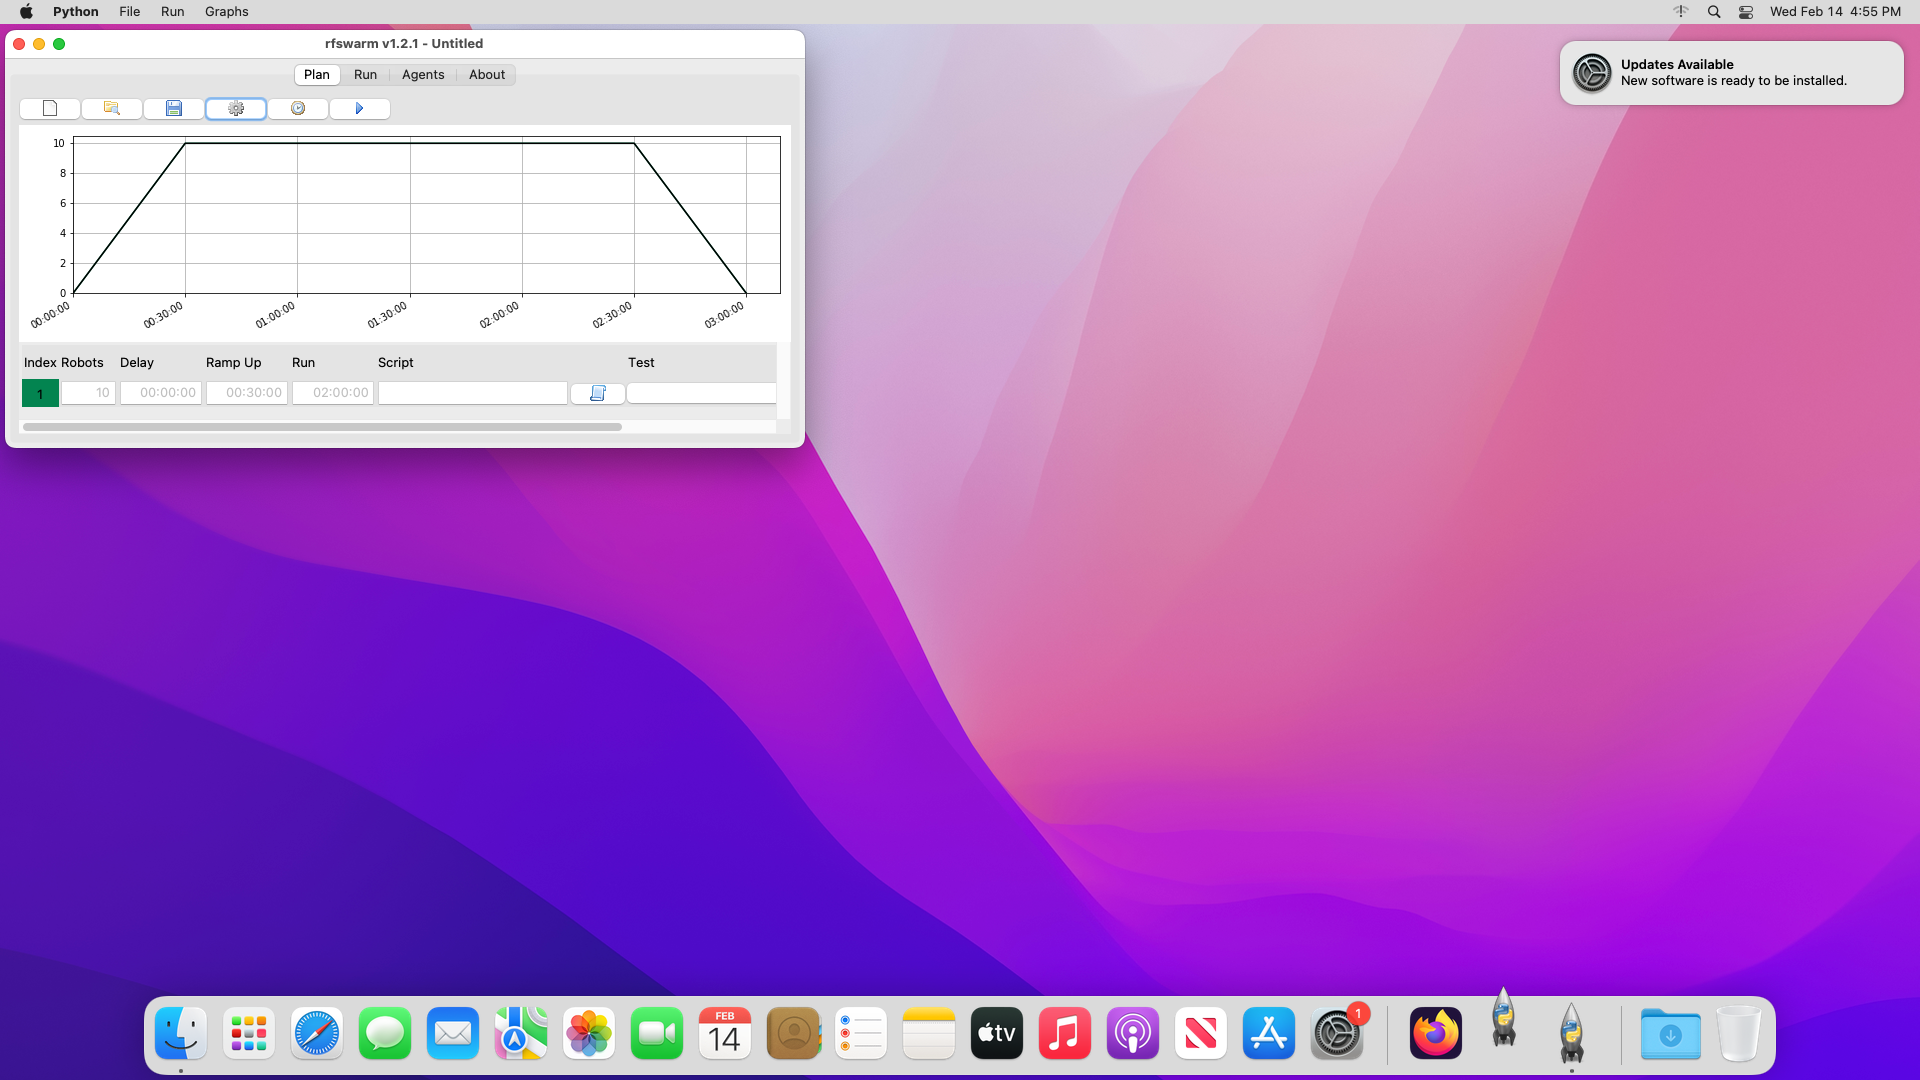 Python File Run Graphs
Wed Feb 14 4:55 PM
rfswarm v1.2.1 - Untitled
Updates Available
New software is ready to be installed.
Plan Run Agents About
10
8
6
4
2
0
00:00:00 00:30:00 01:00:00 01:30:00 02:00:00 02:30:00 03:00:00
Index Robots Delay Ramp Up Run Script Test
1 10 00:00:00 00:30:00 02:00:00
FEB
14
tv
1